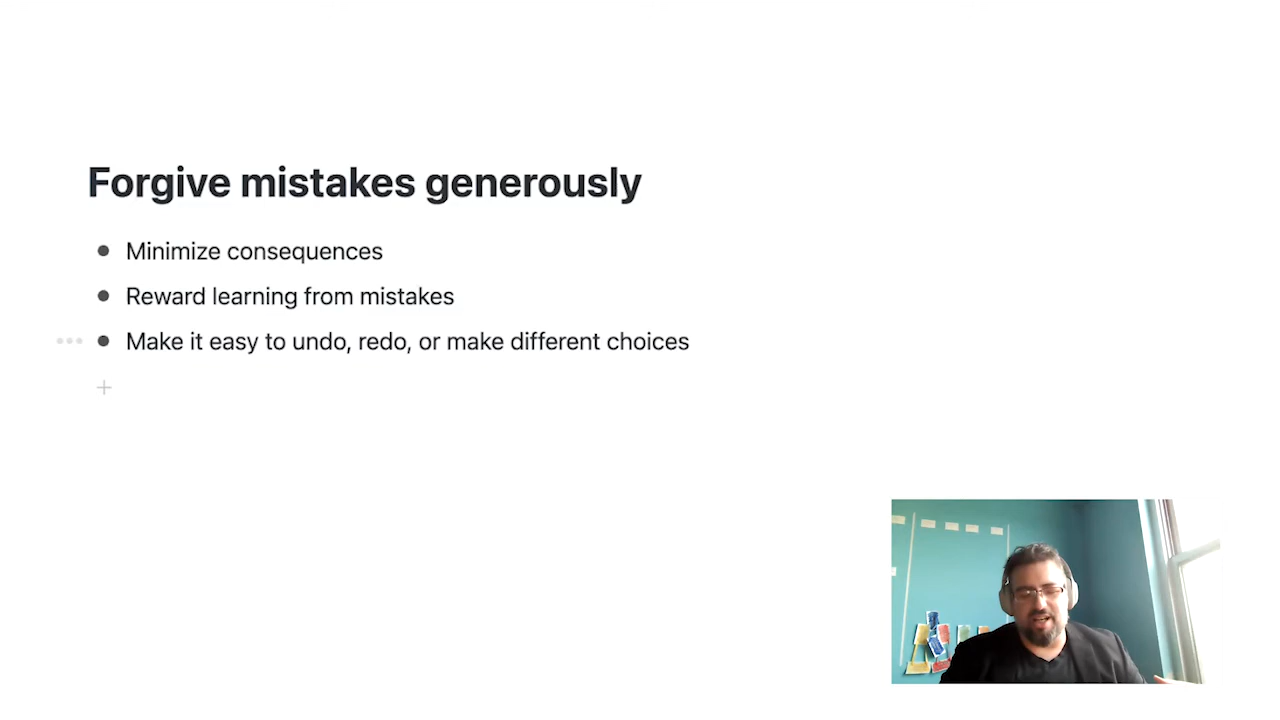 Forgive mistakes generously
Minimize consequences
Reward learning from mistakes
Make it easy to undo, redo, or make different choices